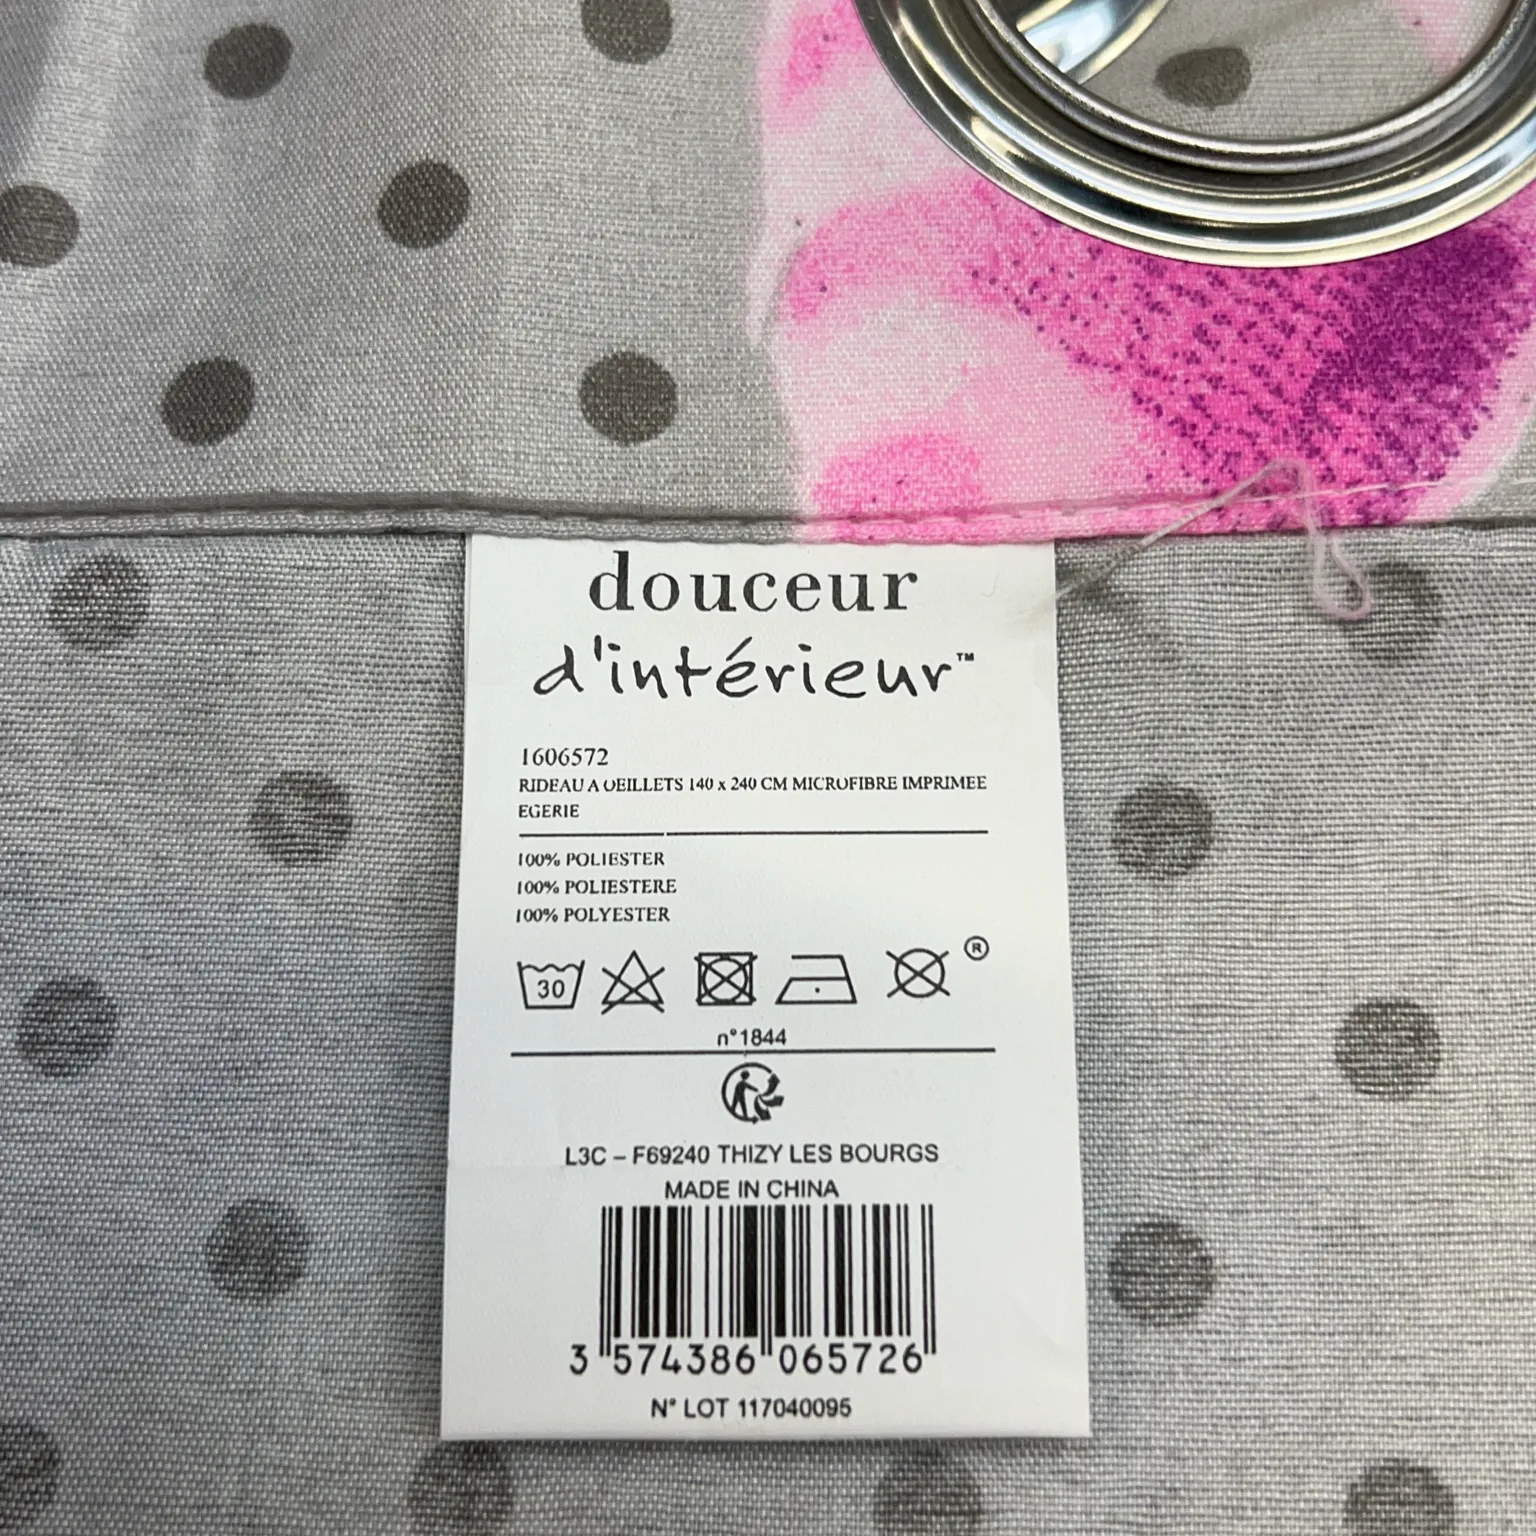 douceur
d'intérieur™
1606572
RIDEAU A OEILLETS 140 x 240 CM MICROFIBRE IMPRIMEE
EGERIE
100% POLIESTER
100% POLIESTERE
100% POLYESTER
30
®
n°1844
L3C – F69240 THIZY LES BOURGS
MADE IN CHINA
3 574386 065726
N° LOT 117040095